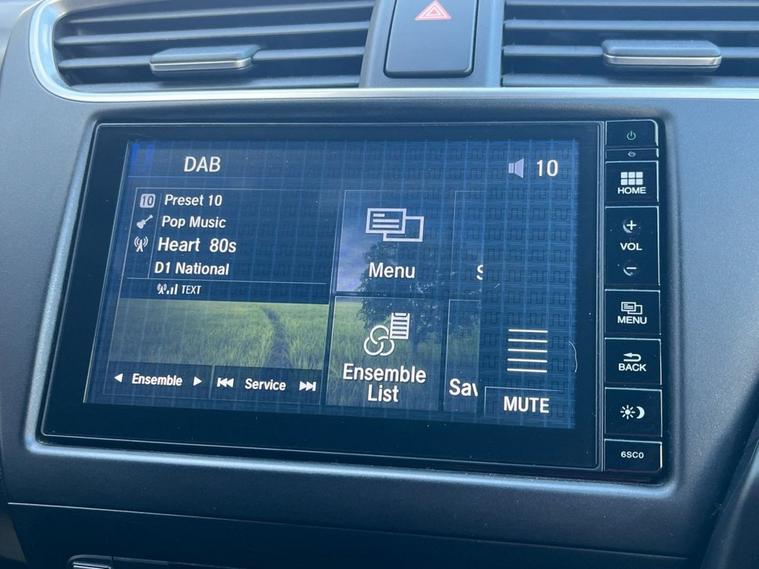 DAB
10
10 Preset 10
Pop Music
Heart 80s
D1 National
TEXT
Menu
S
Ensemble
Service
Ensemble
List
Sav
MUTE
HOME
+
VOL
−
MENU
BACK
6SC0